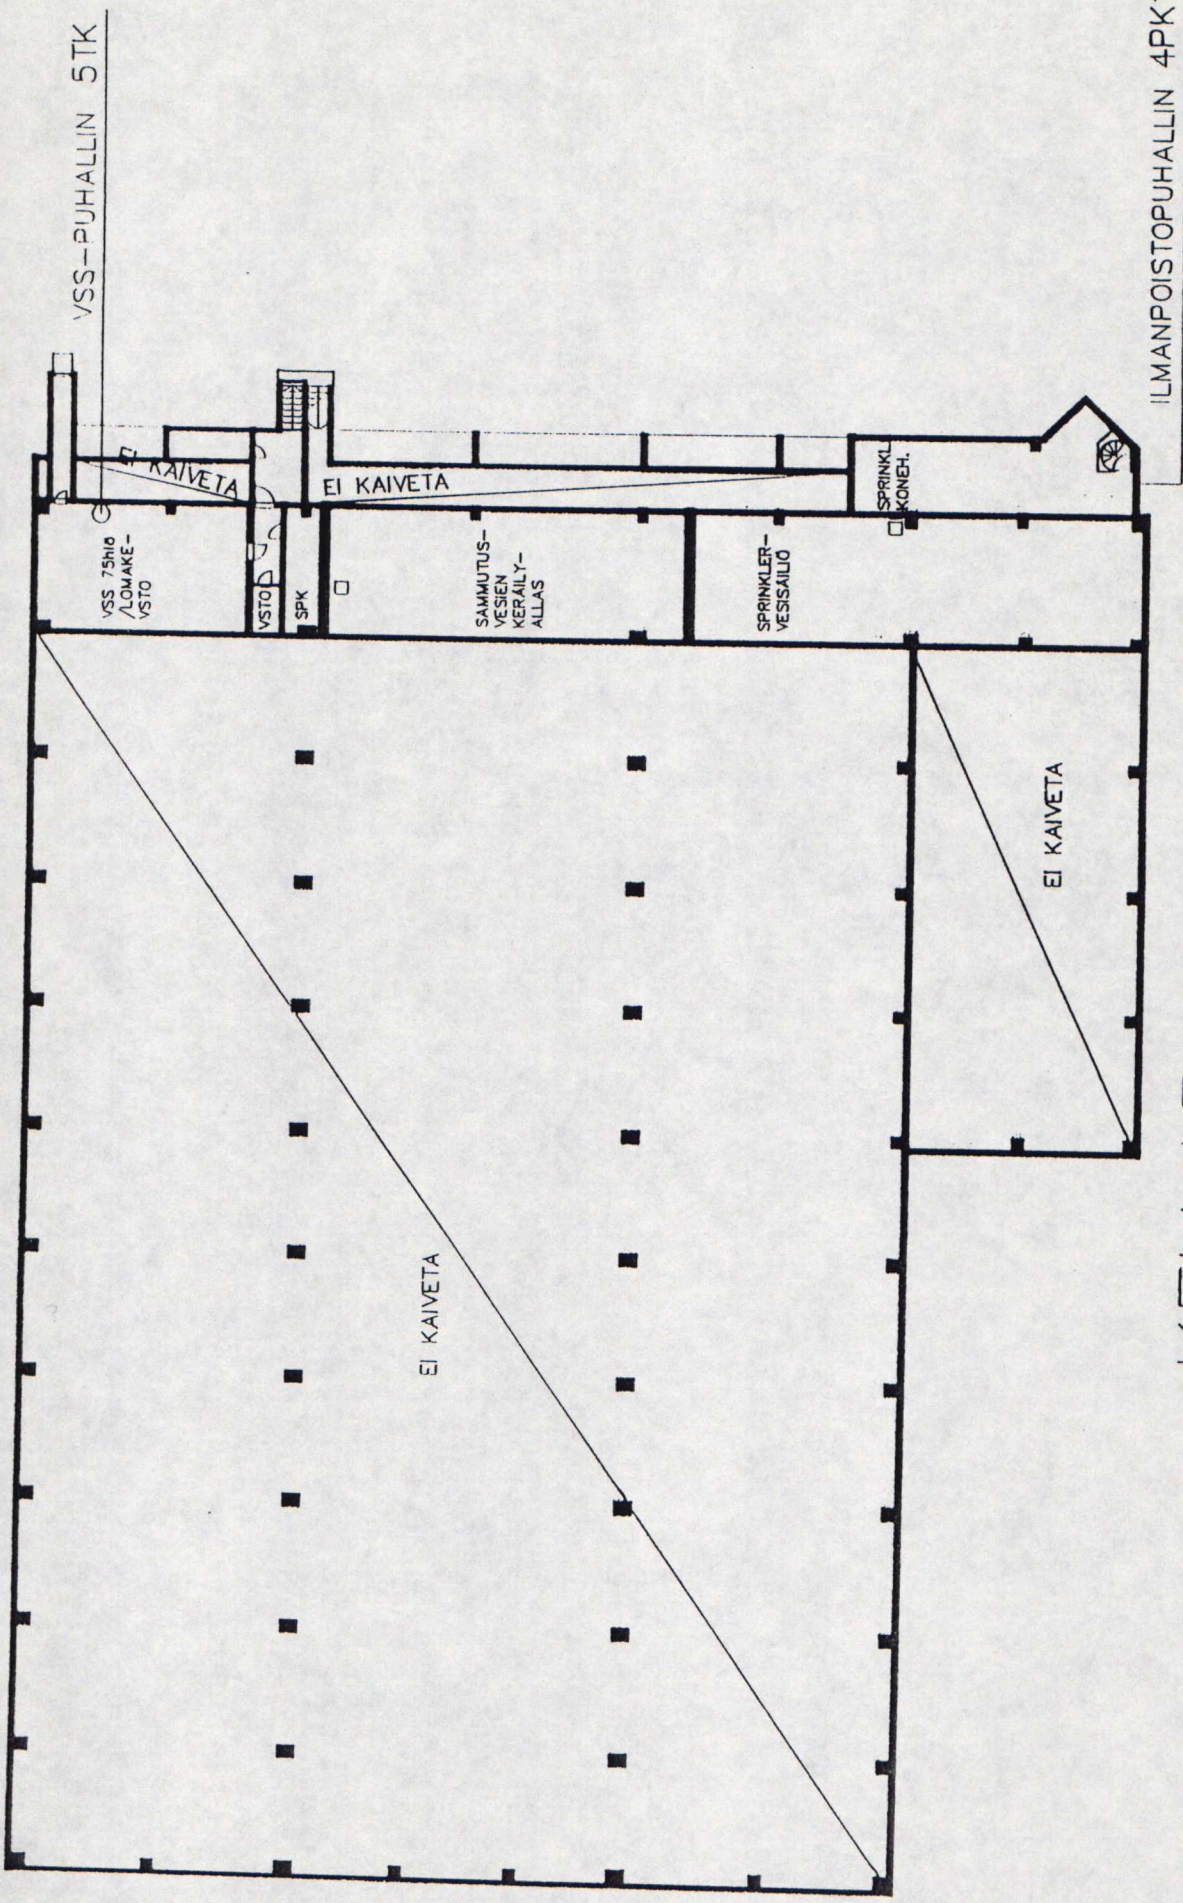 VSS-PUHALLIN 5TK
EI KAIVETA
VSS 75hlö
/LOMAKE-
VSTO
VSTO
SPK
EI KAIVETA
SAMMUTUS-
VESIEN
KERÄILY-
ALLAS
SPRINKLER-
VESISÄILIÖ
SPRINKL.
KONEH.
ILMANPOISTOPUHALLIN 4PK
EI KAIVETA
EI KAIVETA